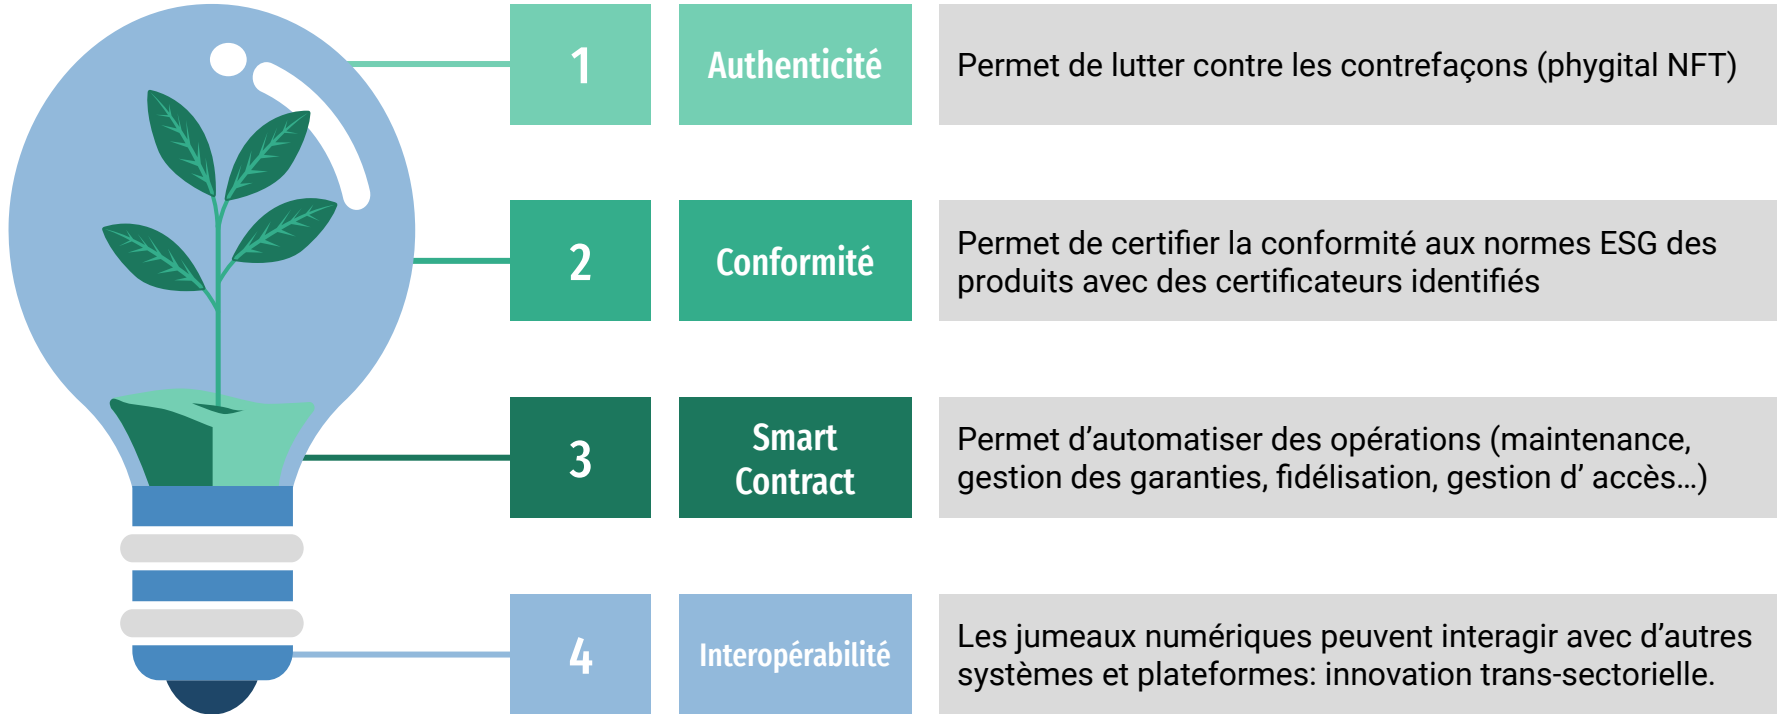 1
Authenticité
Permet de lutter contre les contrefaçons (phygital NFT)
2
Conformité
Permet de certifier la conformité aux normes ESG des
produits avec des certificateurs identifiés
3
Smart
Contract
Permet d’automatiser des opérations (maintenance,
gestion des garanties, fidélisation, gestion d’ accès…)
4
Interopérabilité
Les jumeaux numériques peuvent interagir avec d’autres
systèmes et plateformes: innovation trans-sectorielle.